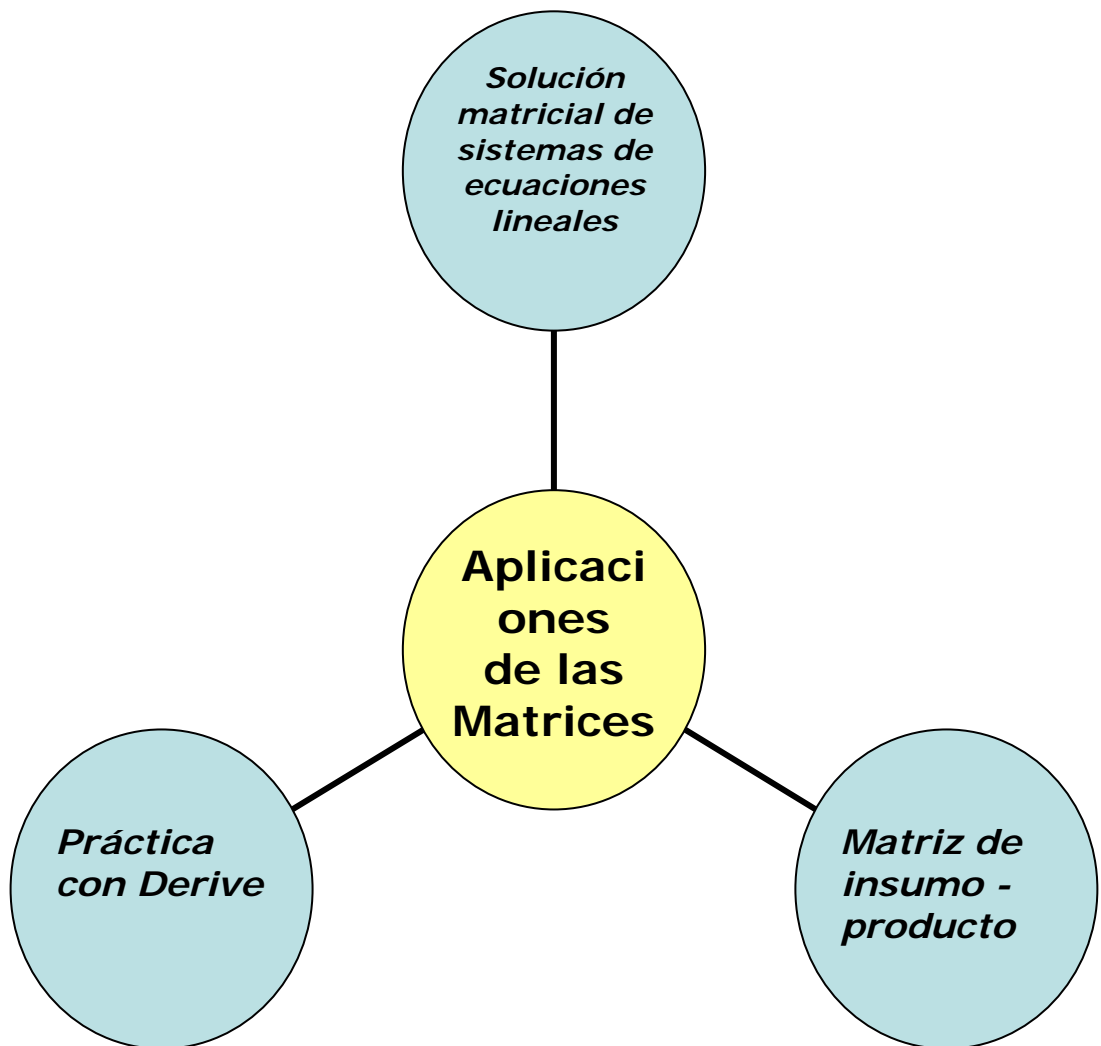 Solución
matricial de
sistemas de
ecuaciones
lineales
Aplicaci
ones
de las
Matrices
Práctica
con Derive
Matriz de
insumo -
producto